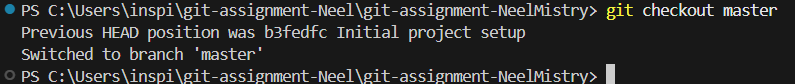 PS C:\Users\inspi\git-assignment-Neel\git-assignment-NeelMistry> git checkout master
Previous HEAD position was b3fedfc Initial project setup
Switched to branch 'master'
PS C:\Users\inspi\git-assignment-Neel\git-assignment-NeelMistry>